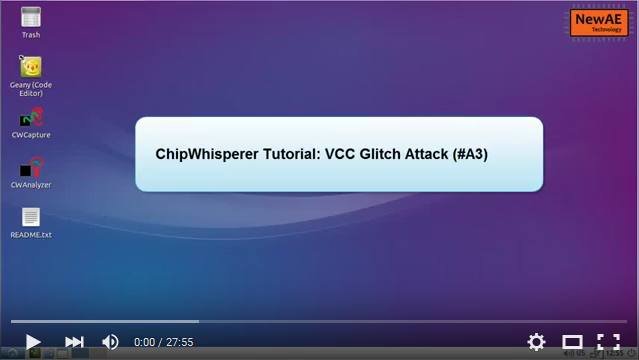 NewAE
Technology
Trash
Geany (Code
Editor)
CWCapture
CWAnalyzer
README.txt
ChipWhisperer Tutorial: VCC Glitch Attack (#A3)
0:00 / 27:55
US